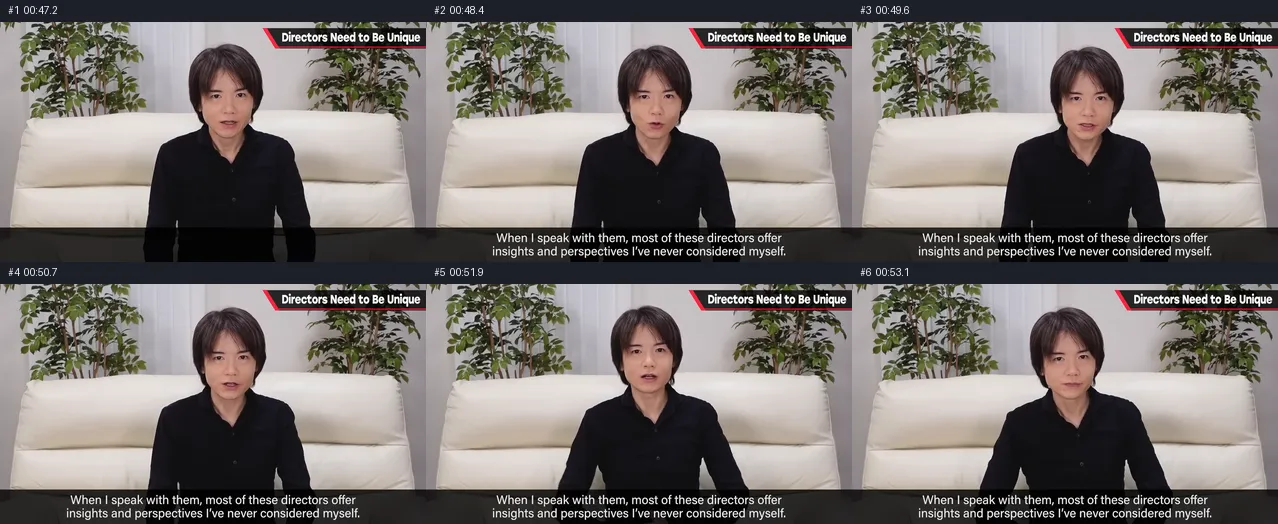 #1 00:47.2
Directors Need to Be Unique
#2 00:48.4
Directors Need to Be Unique
When I speak with them, most of these directors offer
insights and perspectives I've never considered myself.
#3 00:49.6
Directors Need to Be Unique
When I speak with them, most of these directors offer
insights and perspectives I've never considered myself.
#4 00:50.7
Directors Need to Be Unique
When I speak with them, most of these directors offer
insights and perspectives I've never considered myself.
#5 00:51.9
Directors Need to Be Unique
When I speak with them, most of these directors offer
insights and perspectives I've never considered myself.
#6 00:53.1
Directors Need to Be Unique
When I speak with them, most of these directors offer
insights and perspectives I've never considered myself.